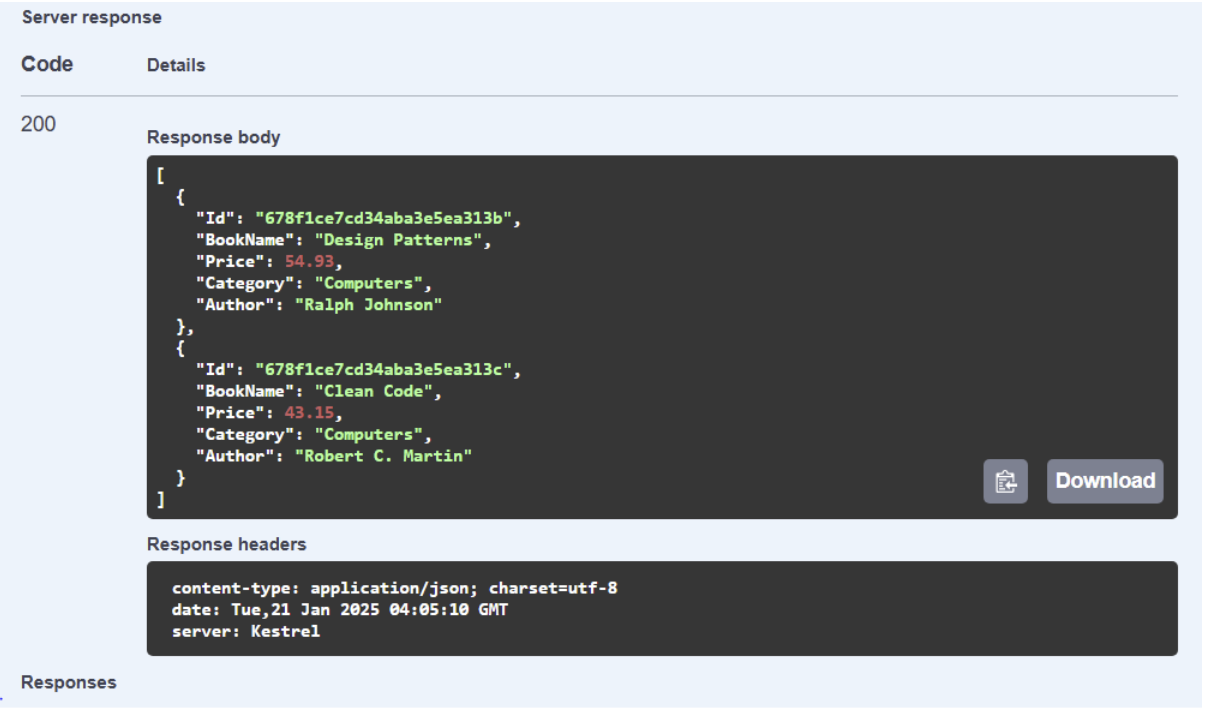 Server response
Code Details
200
Response body
[
  {
    "Id": "678f1ce7cd34aba3e5ea313b",
    "BookName": "Design Patterns",
    "Price": 54.93,
    "Category": "Computers",
    "Author": "Ralph Johnson"
  },
  {
    "Id": "678f1ce7cd34aba3e5ea313c",
    "BookName": "Clean Code",
    "Price": 43.15,
    "Category": "Computers",
    "Author": "Robert C. Martin"
  }
]
Download
Response headers
content-type: application/json; charset=utf-8
date: Tue,21 Jan 2025 04:05:10 GMT
server: Kestrel
Responses